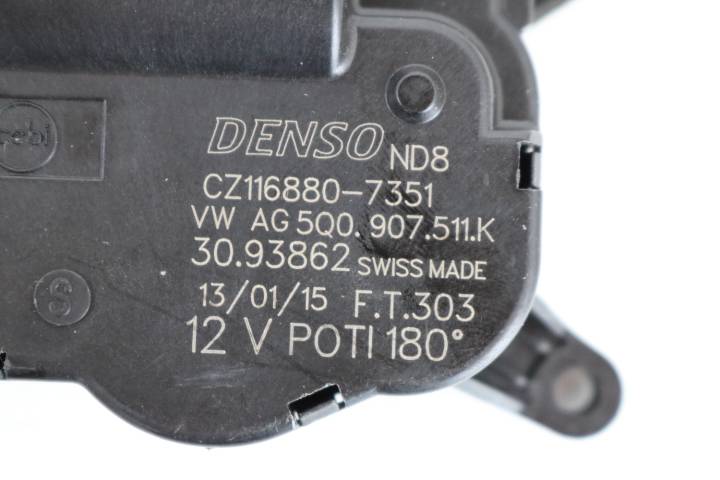 DENSO ND8
CZ116880-7351
VW AG 5Q0.907.511.K
30.93862 SWISS MADE
13/01/15 F.T.303
12 V POTI 180°
S